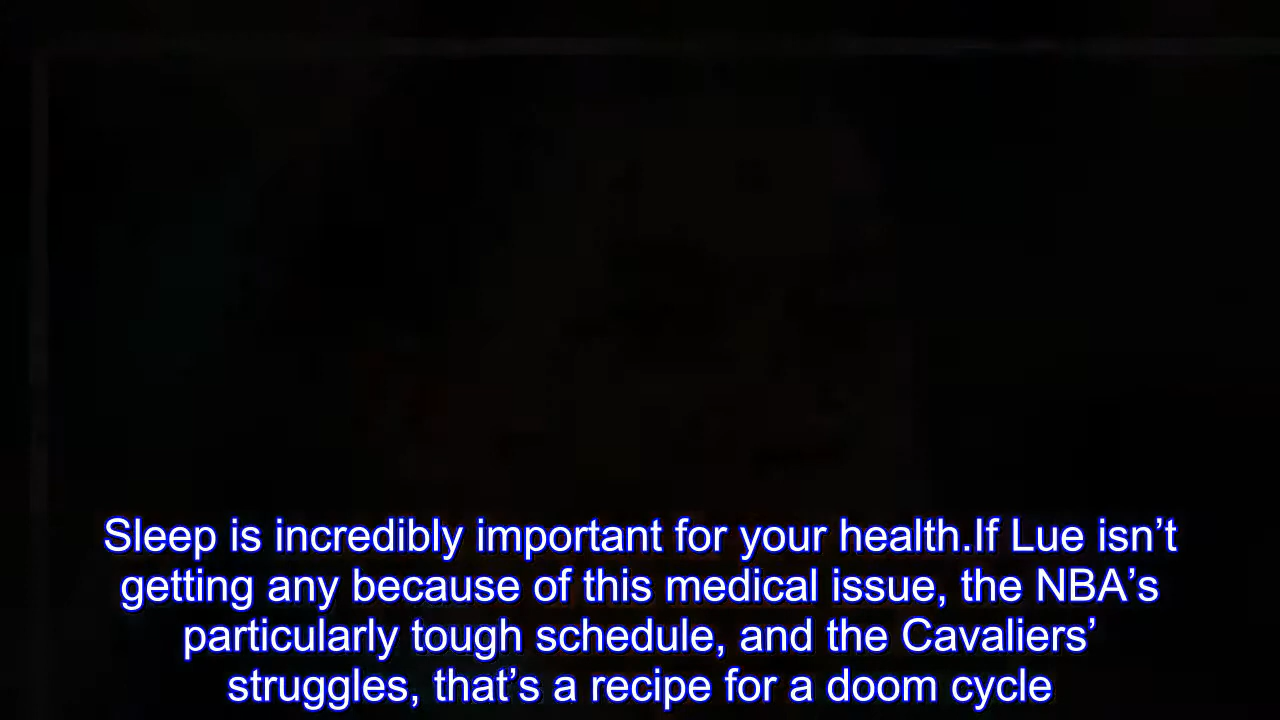 Sleep is incredibly important for your health.If Lue isn’t
getting any because of this medical issue, the NBA’s
particularly tough schedule, and the Cavaliers’
struggles, that’s a recipe for a doom cycle